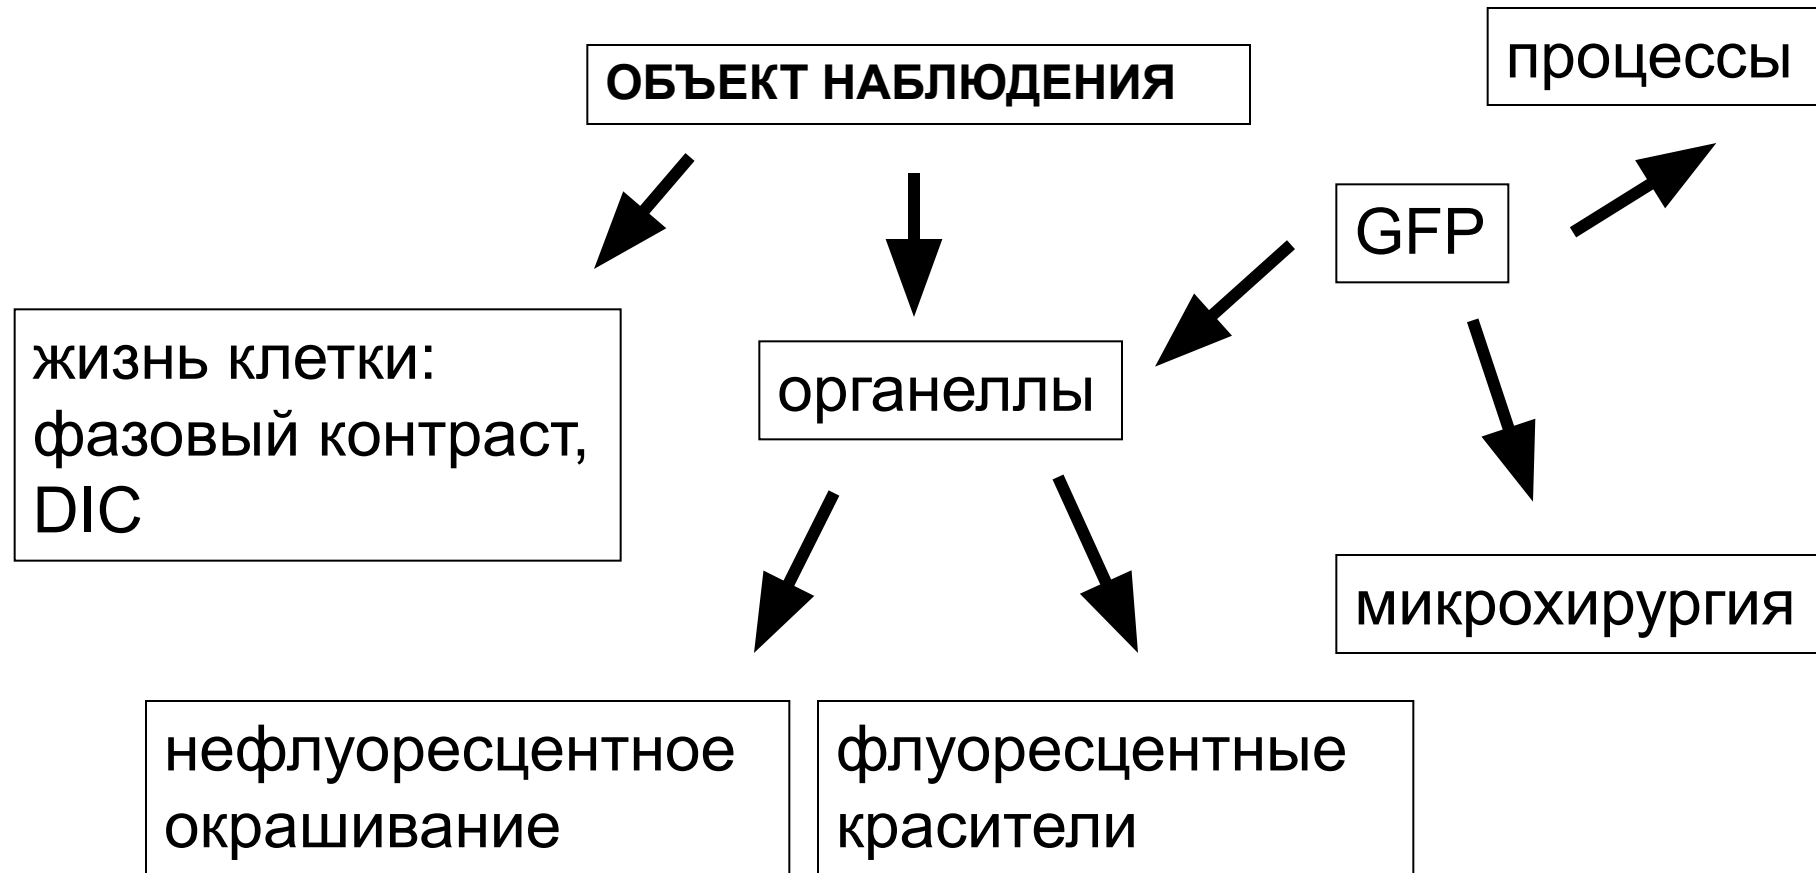 процессы
ОБЪЕКТ НАБЛЮДЕНИЯ
GFP
жизнь клетки:
фазовый контраст,
DIC
органеллы
микрохирургия
нефлуоресцентное
окрашивание
флуоресцентные
красители